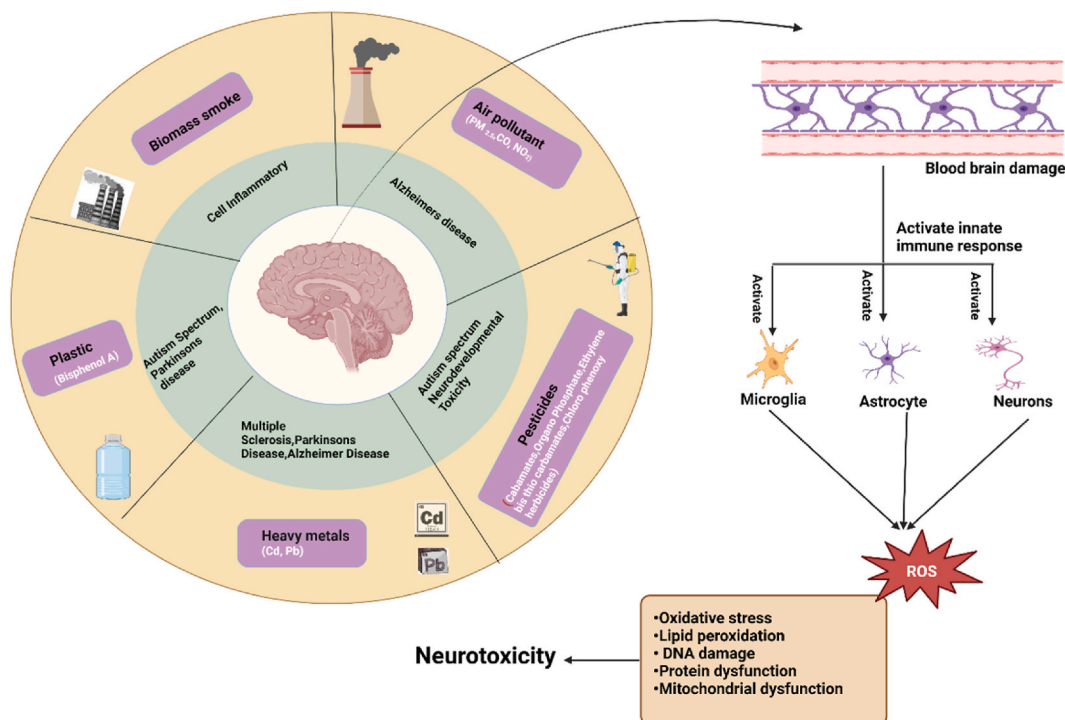 Biomass smoke
Air pollutant
(PM 2.5,CO, NO2)
Cell Inflammatory
Alzheimers disease
Plastic
(Bisphenol A)
Autism Spectrum,
Parkinsons
disease
Autism spectrum
Neurodevelopmental
Toxicity
Pesticides
(Cabamates,Organo Phosphate,Ethylene
bis thio carbamates,Chloro phenoxy
herbicides)
Multiple
Sclerosis,Parkinsons
Disease,Alzheimer Disease
Heavy metals
(Cd, Pb)
Cd
Pb
Blood brain damage
Activate innate
immune response
Activate
Activate
Activate
Microglia
Astrocyte
Neurons
ROS
•Oxidative stress
•Lipid peroxidation
• DNA damage
•Protein dysfunction
•Mitochondrial dysfunction
Neurotoxicity